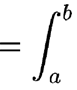 = ∫_a^b